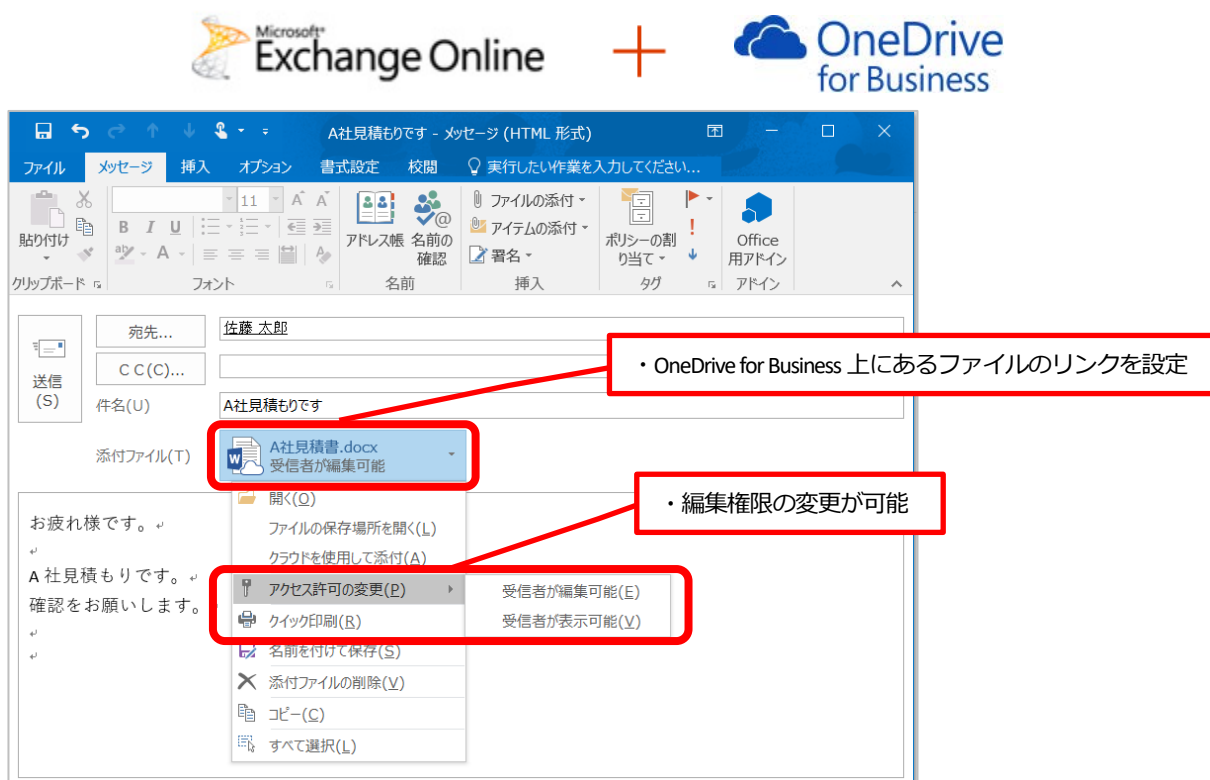 Microsoft®
Exchange Online
OneDrive
for Business
A社見積もりです - メッセージ (HTML 形式)
ファイル メッセージ 挿入 オプション 書式設定 校閲 実行したい作業を入力してください...
貼り付け
クリップボード
11
A A
B I U
aby A
フォント
アドレス帳
名前の
確認
名前
ファイルの添付
アイテムの添付
署名
挿入
ポリシーの割
り当て
タグ
Office
用アドイン
アドイン
送信
(S)
宛先...
佐藤 太郎
C C(C)...
件名(U)
A社見積もりです
添付ファイル(T)
A社見積書.docx
受信者が編集可能
・OneDrive for Business 上にあるファイルのリンクを設定
・編集権限の変更が可能
お疲れ様です。
A 社見積もりです。
確認をお願いします。
開く(O)
ファイルの保存場所を開く(L)
クラウドを使用して添付(A)
アクセス許可の変更(P)
クイック印刷(R)
名前を付けて保存(S)
添付ファイルの削除(V)
コピー(C)
すべて選択(L)
受信者が編集可能(E)
受信者が表示可能(V)